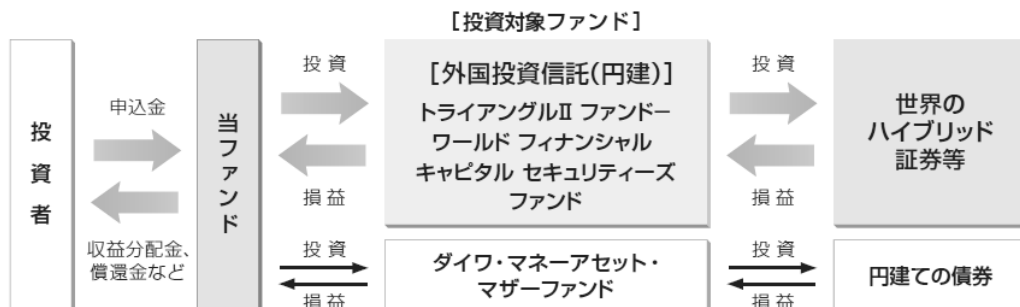 [投資対象ファンド]
投資者
申込金
収益分配金、
償還金など
当ファンド
投資
損益
[外国投資信託(円建)]
トライアングルⅡ ファンド－
ワールド フィナンシャル
キャピタル セキュリティーズ
ファンド
投資
損益
世界の
ハイブリッド
証券等
投資
損益
ダイワ・マネーアセット・
マザーファンド
投資
損益
円建ての債券